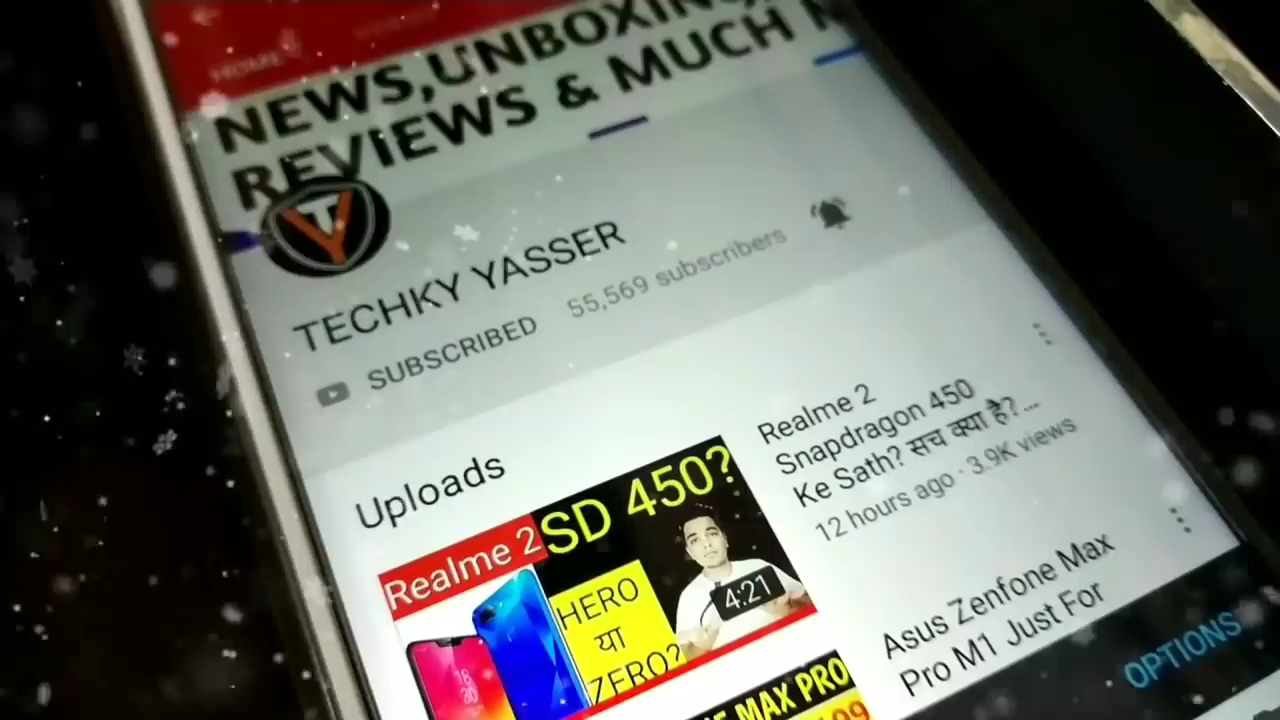 HOME
NEWS,UNBOXING,
REVIEWS & MUCH
TECHKY YASSER
SUBSCRIBED 55,569 subscribers
Uploads
Realme 2
SD 450?
HERO
या
ZERO?
4:21
Realme 2
Snapdragon 450
Ke Sath? सच क्या है?...
12 hours ago · 3.9K views
MAX PRO
Asus Zenfone Max
Pro M1 Just For
OPTIONS